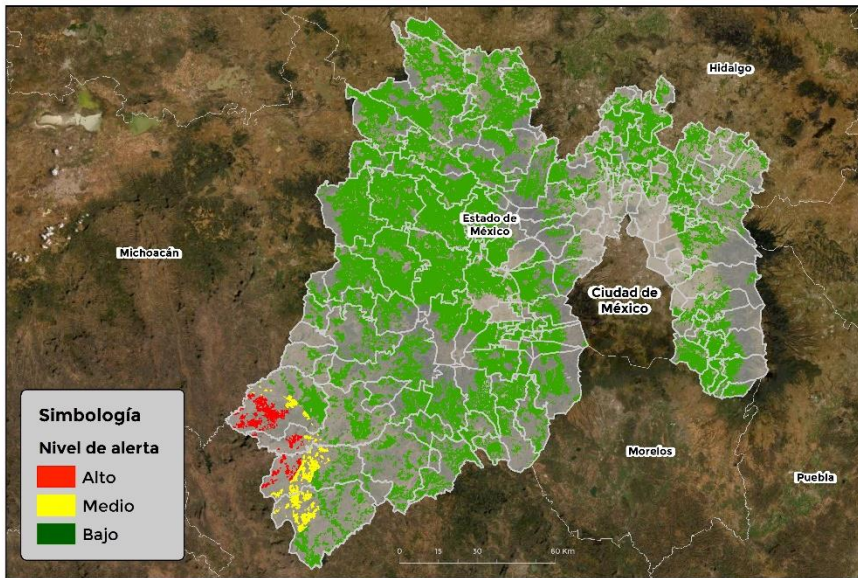 Hidalgo
Estado de
México
Michoacán
Ciudad de
México
Simbología
Nivel de alerta
Alto
Medio
Bajo
Morelos
Puebla
0 15 30 60 Km